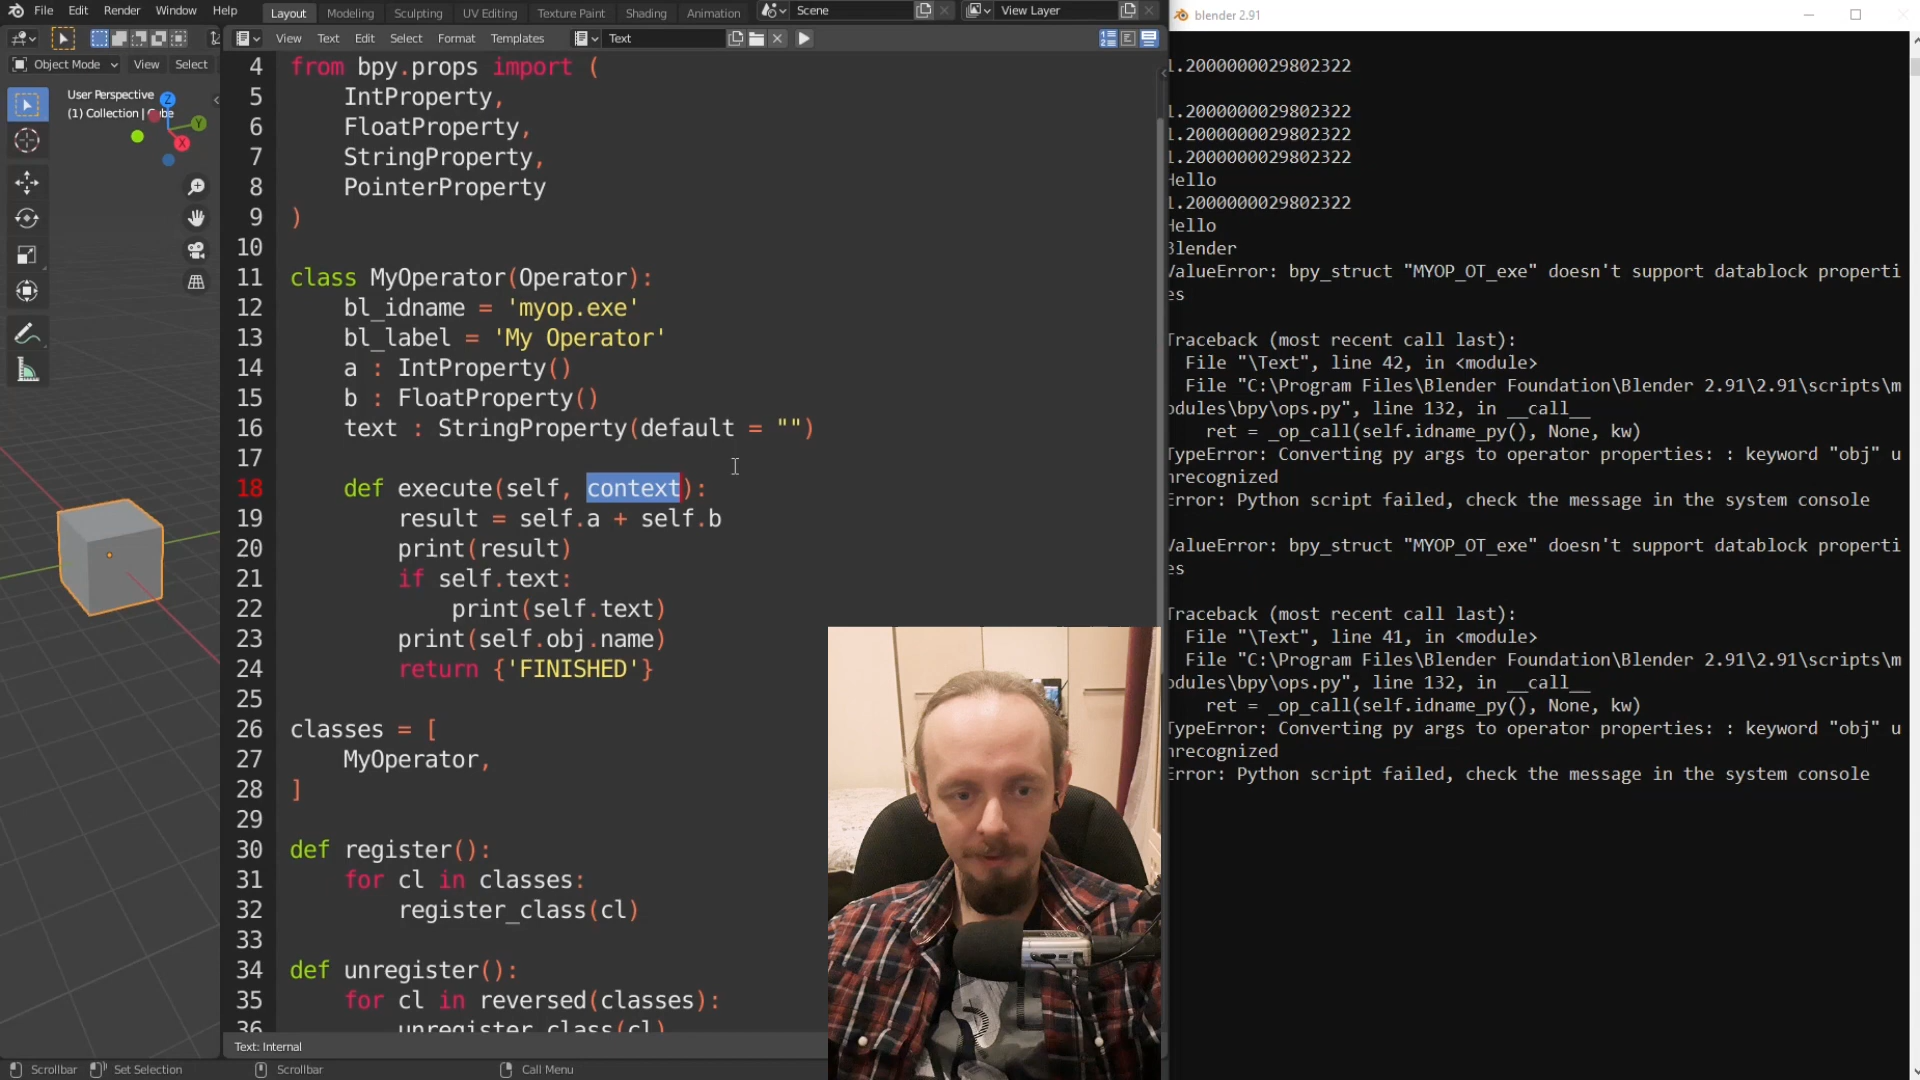 File Edit Render Window Help
Layout Modeling Sculpting UV Editing Texture Paint Shading Animation
Scene
View Layer
View Text Edit Select Format Templates
Text
Object Mode View Select
User Perspective
(1) Collection | Cube
Z
Y
X
4 from bpy.props import (
5 IntProperty,
6 FloatProperty,
7 StringProperty,
8 PointerProperty
9 )
10
11 class MyOperator(Operator):
12 bl_idname = 'myop.exe'
13 bl_label = 'My Operator'
14 a : IntProperty()
15 b : FloatProperty()
16 text : StringProperty(default = "")
17
18 def execute(self, context):
19 result = self.a + self.b
20 print(result)
21 if self.text:
22 print(self.text)
23 print(self.obj.name)
24 return {'FINISHED'}
25
26 classes = [
27 MyOperator,
28 ]
29
30 def register():
31 for cl in classes:
32 register_class(cl)
33
34 def unregister():
35 for cl in reversed(classes):
36 unregister_class(cl)
Text: Internal
Scrollbar Set Selection Scrollbar Call Menu
blender 2.91
1.2000000029802322
1.2000000029802322
1.2000000029802322
1.2000000029802322
Hello
1.2000000029802322
Hello
Blender
ValueError: bpy_struct "MYOP_OT_exe" doesn't support datablock properti
es
Traceback (most recent call last):
File "\Text", line 42, in <module>
File "C:\Program Files\Blender Foundation\Blender 2.91\2.91\scripts\m
odules\bpy\ops.py", line 132, in __call__
ret = _op_call(self.idname_py(), None, kw)
TypeError: Converting py args to operator properties: : keyword "obj" u
nrecognized
Error: Python script failed, check the message in the system console
ValueError: bpy_struct "MYOP_OT_exe" doesn't support datablock properti
es
Traceback (most recent call last):
File "\Text", line 41, in <module>
File "C:\Program Files\Blender Foundation\Blender 2.91\2.91\scripts\m
odules\bpy\ops.py", line 132, in __call__
ret = _op_call(self.idname_py(), None, kw)
TypeError: Converting py args to operator properties: : keyword "obj" u
nrecognized
Error: Python script failed, check the message in the system console